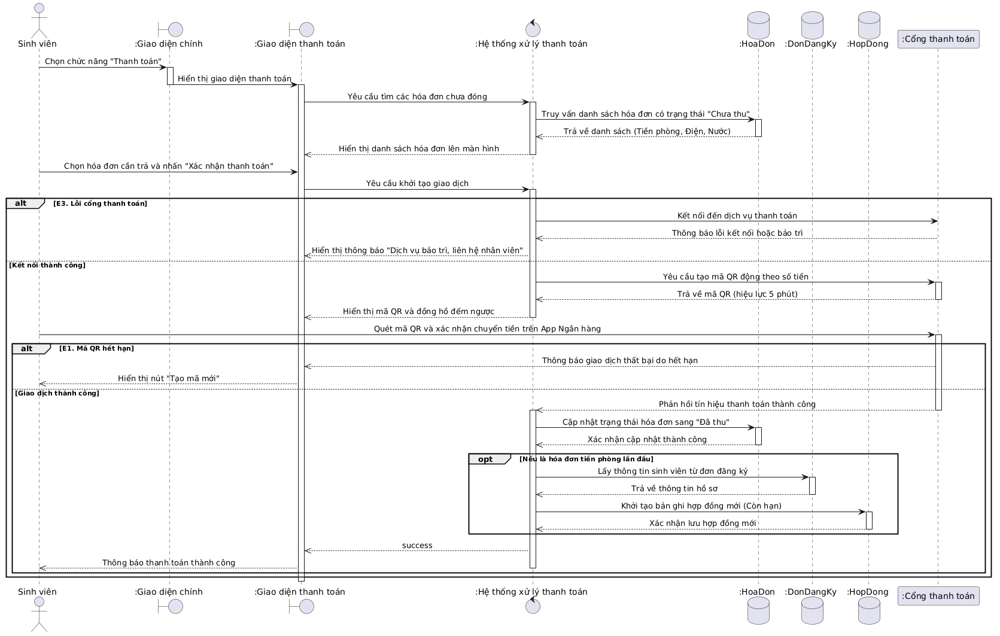 Sinh viên
:Giao diện chính
:Giao diện thanh toán
:Hệ thống xử lý thanh toán
:HoaDon
:DonDangKy
:HopDong
:Cổng thanh toán
Chọn chức năng "Thanh toán"
Hiển thị giao diện thanh toán
Yêu cầu tìm các hóa đơn chưa đóng
Truy vấn danh sách hóa đơn có trạng thái "Chưa thu"
Trả về danh sách (Tiền phòng, Điện, Nước)
Hiển thị danh sách hóa đơn lên màn hình
Chọn hóa đơn cần trả và nhấn "Xác nhận thanh toán"
Yêu cầu khởi tạo giao dịch
alt [E3. Lỗi cổng thanh toán]
Kết nối đến dịch vụ thanh toán
Thông báo lỗi kết nối hoặc bảo trì
Hiển thị thông báo "Dịch vụ bảo trì, liên hệ nhân viên"
[Kết nối thành công]
Yêu cầu tạo mã QR động theo số tiền
Trả về mã QR (hiệu lực 5 phút)
Hiển thị mã QR và đồng hồ đếm ngược
Quét mã QR và xác nhận chuyển tiền trên App Ngân hàng
alt [E1. Mã QR hết hạn]
Thông báo giao dịch thất bại do hết hạn
Hiển thị nút "Tạo mã mới"
[Giao dịch thành công]
Phản hồi tín hiệu thanh toán thành công
Cập nhật trạng thái hóa đơn sang "Đã thu"
Xác nhận cập nhật thành công
opt [Nếu là hóa đơn tiền phòng lần đầu]
Lấy thông tin sinh viên từ đơn đăng ký
Trả về thông tin hồ sơ
Khởi tạo bản ghi hợp đồng mới (Còn hạn)
Xác nhận lưu hợp đồng mới
success
Thông báo thanh toán thành công
Sinh viên
:Giao diện chính
:Giao diện thanh toán
:Hệ thống xử lý thanh toán
:HoaDon
:DonDangKy
:HopDong
:Cổng thanh toán